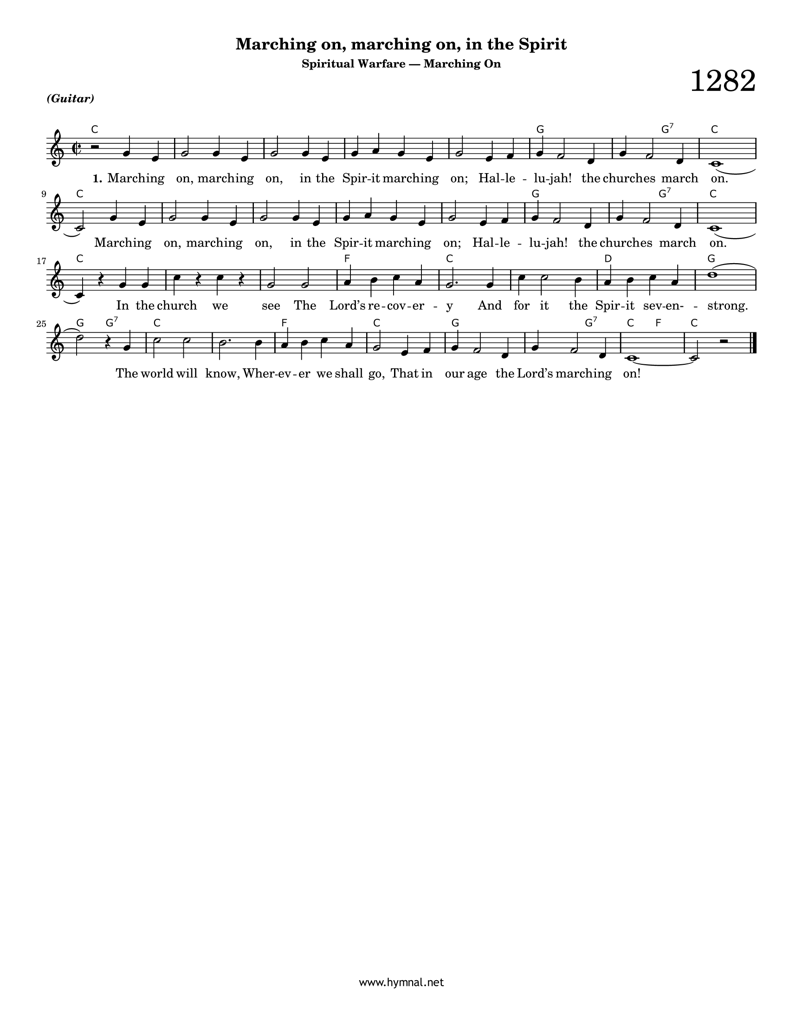 Marching on, marching on, in the Spirit
Spiritual Warfare — Marching On
1282
(Guitar)
C G G7 C
1. Marching on, marching on, in the Spir-it marching on; Hal-le - lu-jah! the churches march on.
9 C G G7 C
Marching on, marching on, in the Spir-it marching on; Hal-le - lu-jah! the churches march on.
17 C F C D G
In the church we see The Lord's re-cov-er - y And for it the Spir-it sev-en- - strong.
25 G G7 C F C G G7 C F C
The world will know, Wher-ev-er we shall go, That in our age the Lord's marching on!
www.hymnal.net